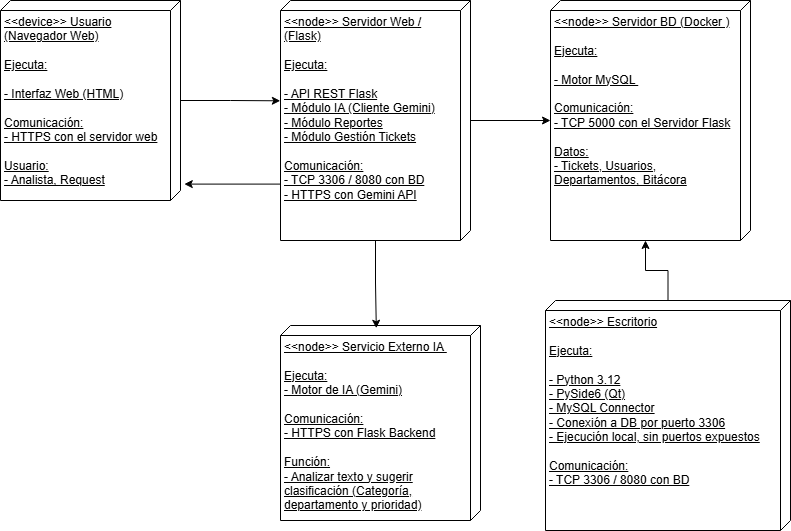 <<device>> Usuario
(Navegador Web)
Ejecuta:
- Interfaz Web (HTML)
Comunicación:
- HTTPS con el servidor web
Usuario:
- Analista, Request
<<node>> Servidor Web /
(Flask)
Ejecuta:
- API REST Flask
- Módulo IA (Cliente Gemini)
- Módulo Reportes
- Módulo Gestión Tickets
Comunicación:
- TCP 3306 / 8080 con BD
- HTTPS con Gemini API
<<node>> Servidor BD (Docker )
Ejecuta:
- Motor MySQL
Comunicación:
- TCP 5000 con el Servidor Flask
Datos:
- Tickets, Usuarios,
Departamentos, Bitácora
<<node>> Servicio Externo IA
Ejecuta:
- Motor de IA (Gemini)
Comunicación:
- HTTPS con Flask Backend
Función:
- Analizar texto y sugerir
clasificación (Categoría,
departamento y prioridad)
<<node>> Escritorio
Ejecuta:
- Python 3.12
- PySide6 (Qt)
- MySQL Connector
- Conexión a DB por puerto 3306
- Ejecución local, sin puertos expuestos
Comunicación:
- TCP 3306 / 8080 con BD